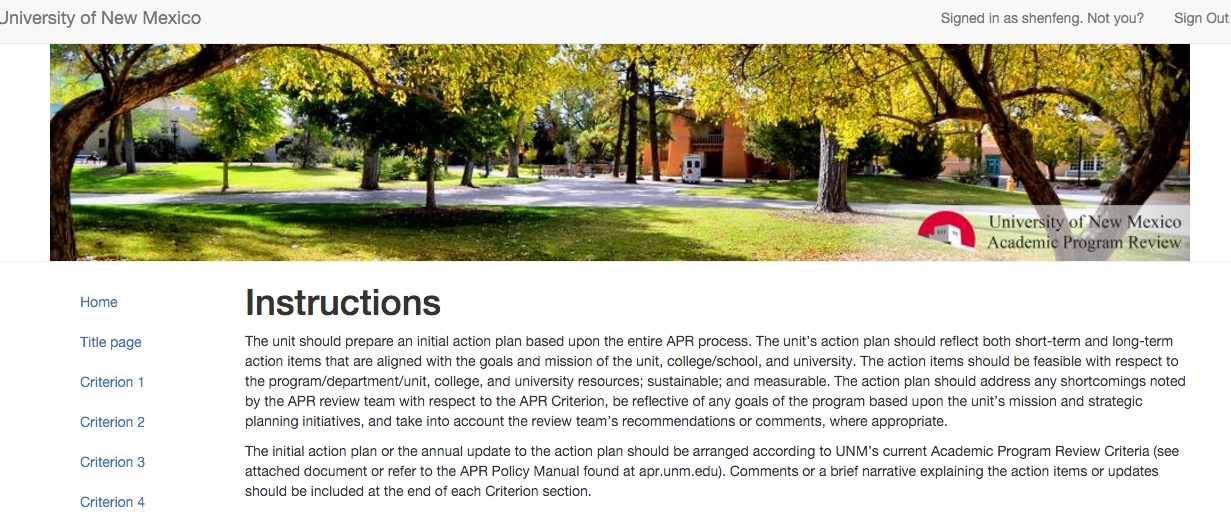 University of New Mexico
Signed in as shenfeng. Not you?
Sign Out
University of New Mexico
Academic Program Review
Home
Title page
Criterion 1
Criterion 2
Criterion 3
Criterion 4
Instructions
The unit should prepare an initial action plan based upon the entire APR process. The unit's action plan should reflect both short-term and long-term
action items that are aligned with the goals and mission of the unit, college/school, and university. The action items should be feasible with respect to
the program/department/unit, college, and university resources; sustainable; and measurable. The action plan should address any shortcomings noted
by the APR review team with respect to the APR Criterion, be reflective of any goals of the program based upon the unit's mission and strategic
planning initiatives, and take into account the review team's recommendations or comments, where appropriate.
The initial action plan or the annual update to the action plan should be arranged according to UNM's current Academic Program Review Criteria (see
attached document or refer to the APR Policy Manual found at apr.unm.edu). Comments or a brief narrative explaining the action items or updates
should be included at the end of each Criterion section.